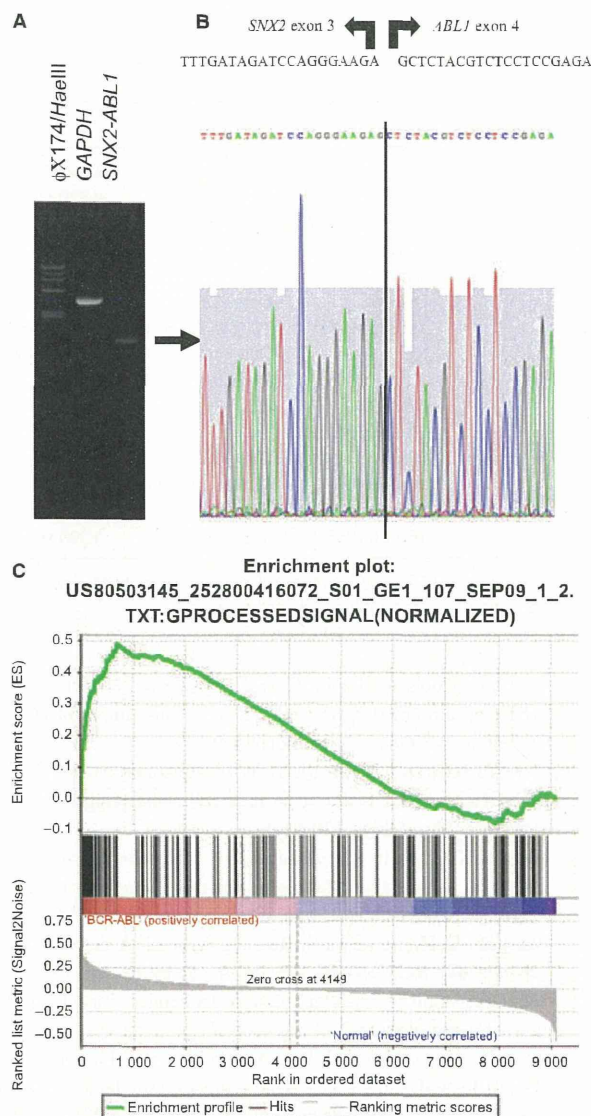 A
B
φX174/HaeIII
GAPDH
SNX2-ABL1
SNX2 exon 3
ABL1 exon 4
TTTGATAGATCCAGGGAAGA GCTCTACGTCTCCTCCGAGA
TTTGATAGATCCAGGGAAGAGCTCTACGTCTCCTCCGAGA
C
Enrichment plot:
US80503145_252800416072_S01_GE1_107_SEP09_1_2.
TXT:GPROCESSEDSIGNAL(NORMALIZED)
Enrichment score (ES)
0.5
0.4
0.3
0.2
0.1
0.0
−0.1
Ranked list metric (Signal2Noise)
'BCR-ABL' (positively correlated)
0.75
0.50
0.25
0.00
−0.25
−0.50
Zero cross at 4149
'Normal' (negatively correlated)
0 1 000 2 000 3 000 4 000 5 000 6 000 7 000 8 000 9 000
Rank in ordered dataset
Enrichment profile Hits Ranking metric scores